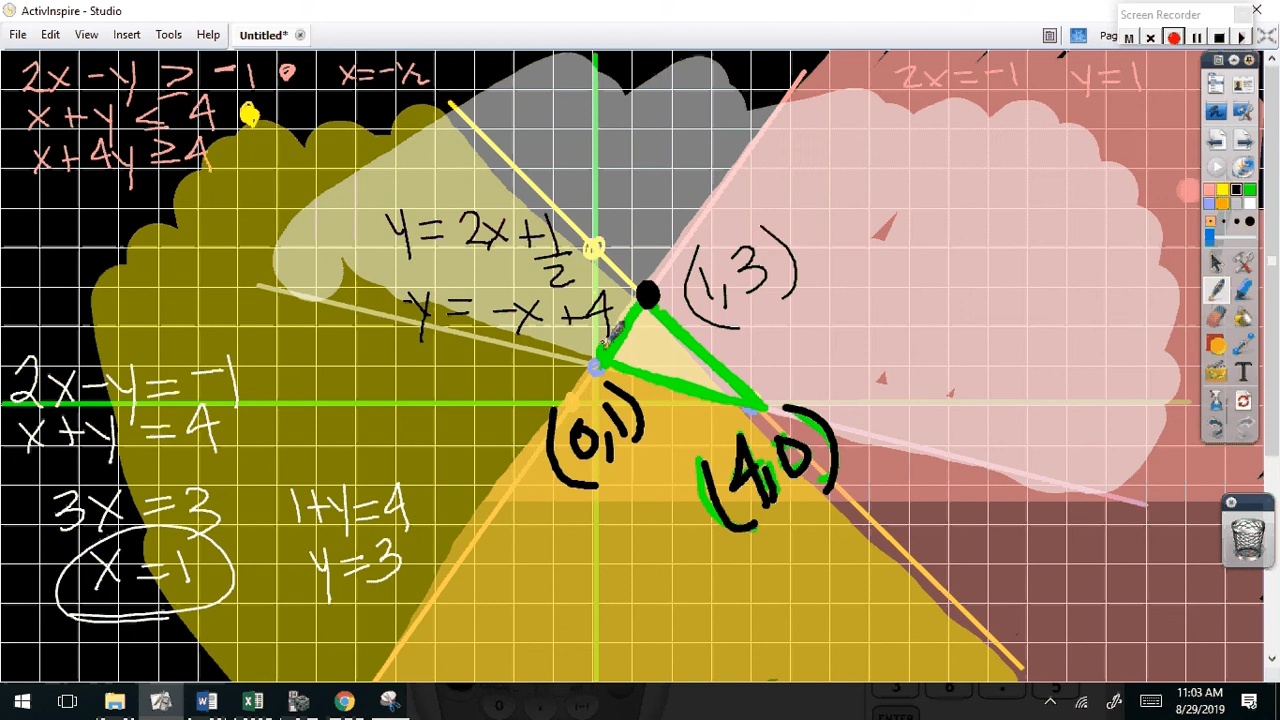 ActivInspire - Studio
Screen Recorder
File Edit View Insert Tools Help Untitled*
Pag
2x - y > -1
x = -1/2
2x = -1 y = 1
x + y ≤ 4
x + 4y ≥ 4
y = 2x + 1/2
(1, 3)
y = -x + 4
2x - y = -1
x + y = 4
(0, 1)
(4, 0)
3x = 3
1 + y = 4
x = 1
y = 3
11:03 AM
8/29/2019